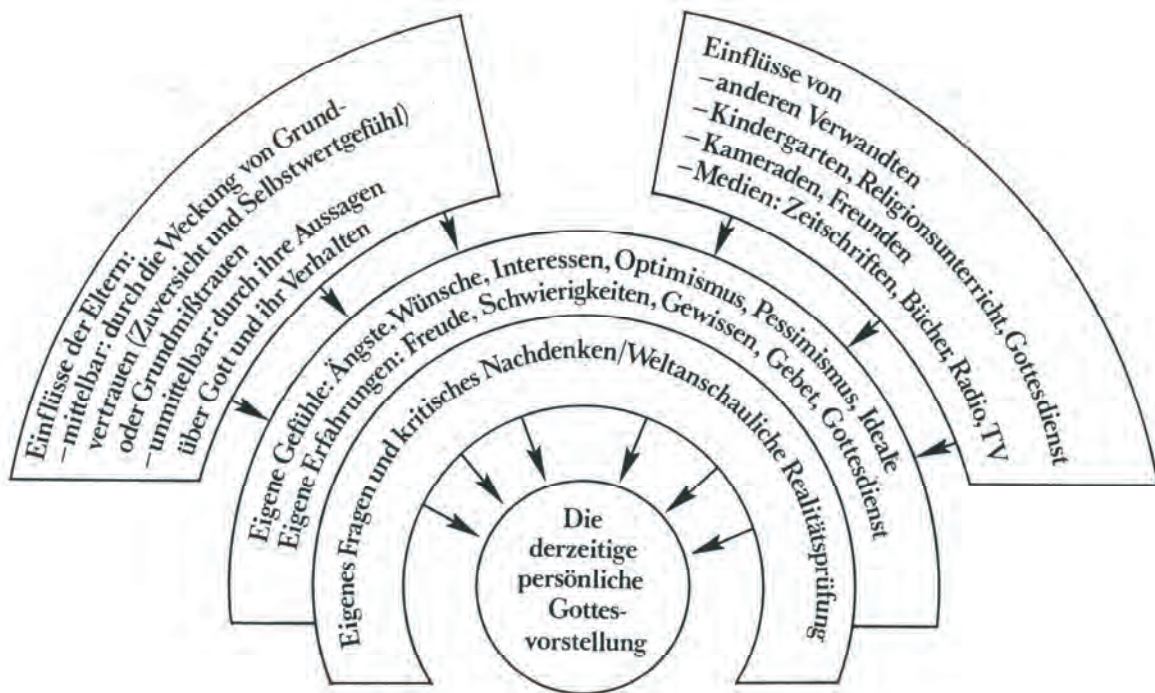 Einflüsse der Eltern:
– mittelbar: durch die Weckung von Grund-
vertrauen (Zuversicht und Selbstwertgefühl)
oder Grundmißtrauen
– unmittelbar: durch ihre Aussagen
über Gott und ihr Verhalten
Einflüsse von
– anderen Verwandten
– Kindergarten, Religionsunterricht, Gottesdienst
– Kameraden, Freunden
– Medien: Zeitschriften, Bücher, Radio, TV
Eigene Gefühle: Ängste, Wünsche, Interessen, Optimismus, Pessimismus, Ideale
Eigene Erfahrungen: Freude, Schwierigkeiten, Gewissen, Gebet, Gottesdienst
Eigenes Fragen und kritisches Nachdenken/Weltanschauliche Realitätsprüfung
Die
derzeitige
persönliche
Gottes-
vorstellung